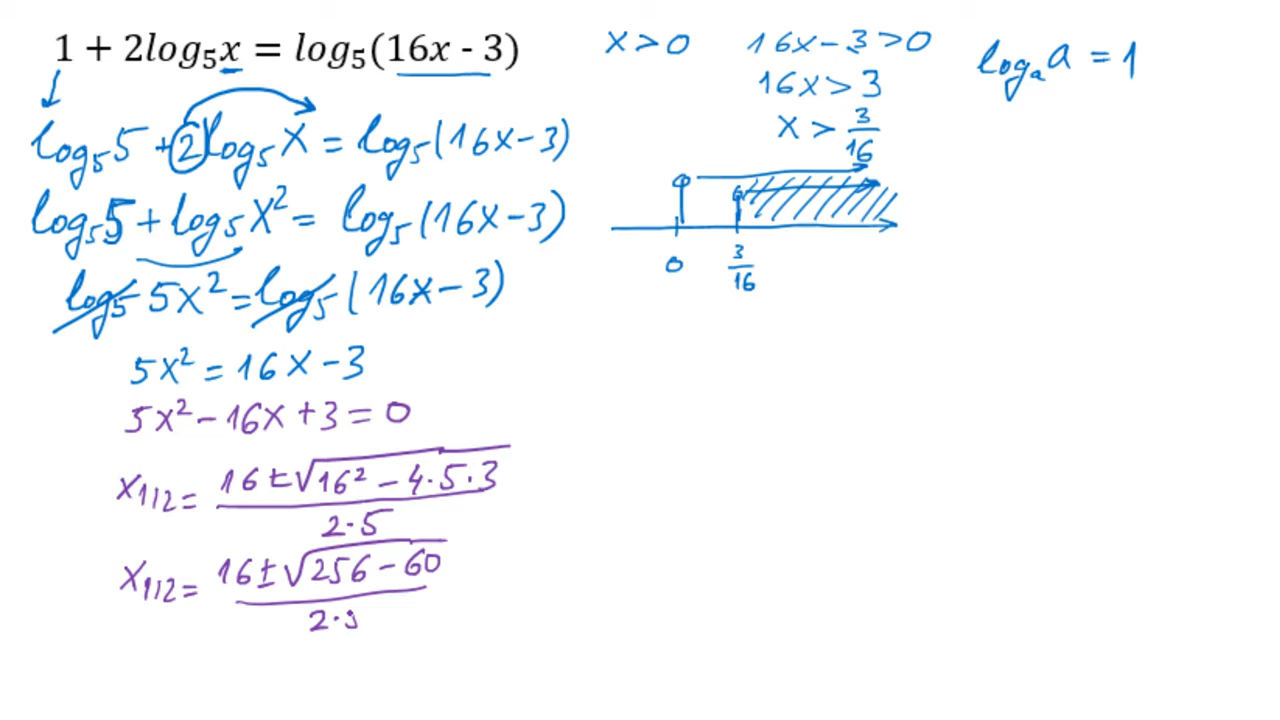 1 + 2log₅x = log₅(16x - 3)
x > 0
16x - 3 > 0
16x > 3
x > 3/16
logₐ a = 1
log₅5 + 2log₅x = log₅(16x - 3)
log₅5 + log₅x² = log₅(16x - 3)
log₅ 5x² = log₅ (16x - 3)
0 3/16
5x² = 16x - 3
5x² - 16x + 3 = 0
x₁/₂ = (16 ± √(16² - 4·5·3))/(2·5)
x₁/₂ = (16 ± √(256 - 60))/(2·